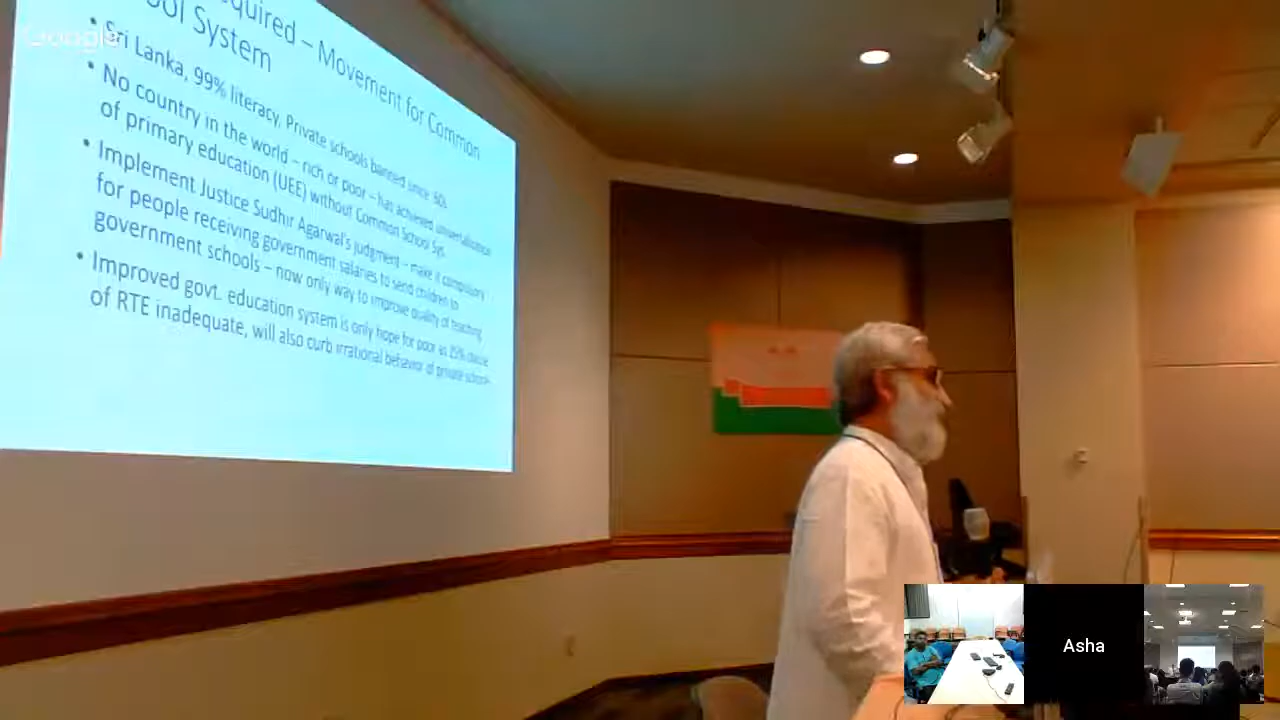 Google
quired – Movement for Common
ool System
• Sri Lanka, 99% literacy, Private schools banned since 60s
• No country in the world – rich or poor – has achieved universalization
of primary education (UEE) without Common School Sys.
• Implement Justice Sudhir Agarwal's judgment – make it compulsory
for people receiving government salaries to send children to
government schools – now only way to improve quality of teaching
• Improved govt. education system is only hope for poor as 25% clause
of RTE inadequate, will also curb irrational behavior of private schools
Asha